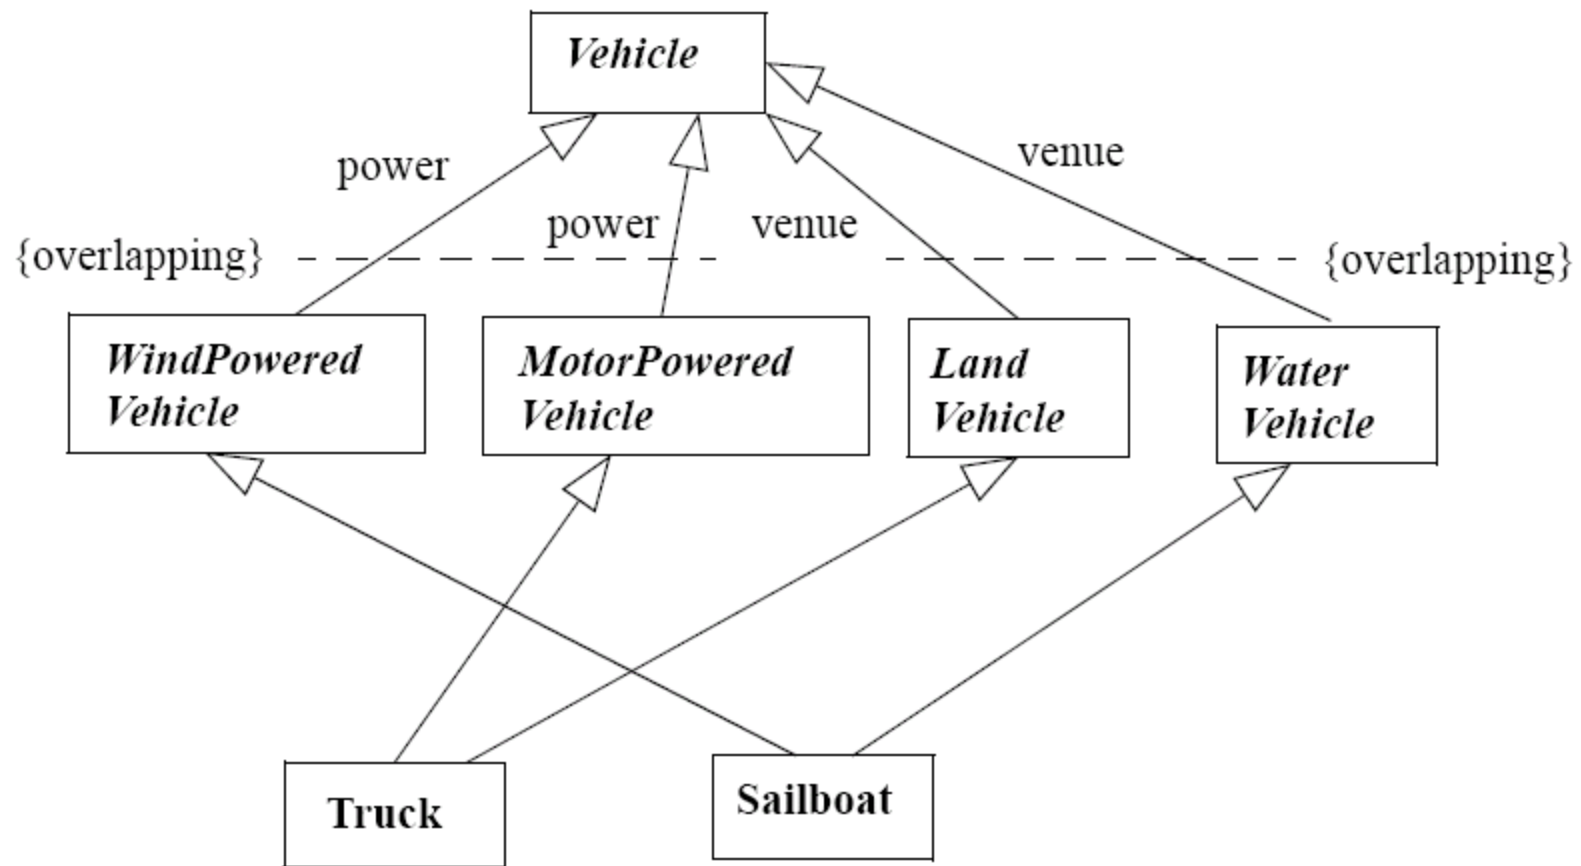 Vehicle
power
venue
power
venue
{overlapping}
{overlapping}
WindPowered
Vehicle
MotorPowered
Vehicle
Land
Vehicle
Water
Vehicle
Truck
Sailboat